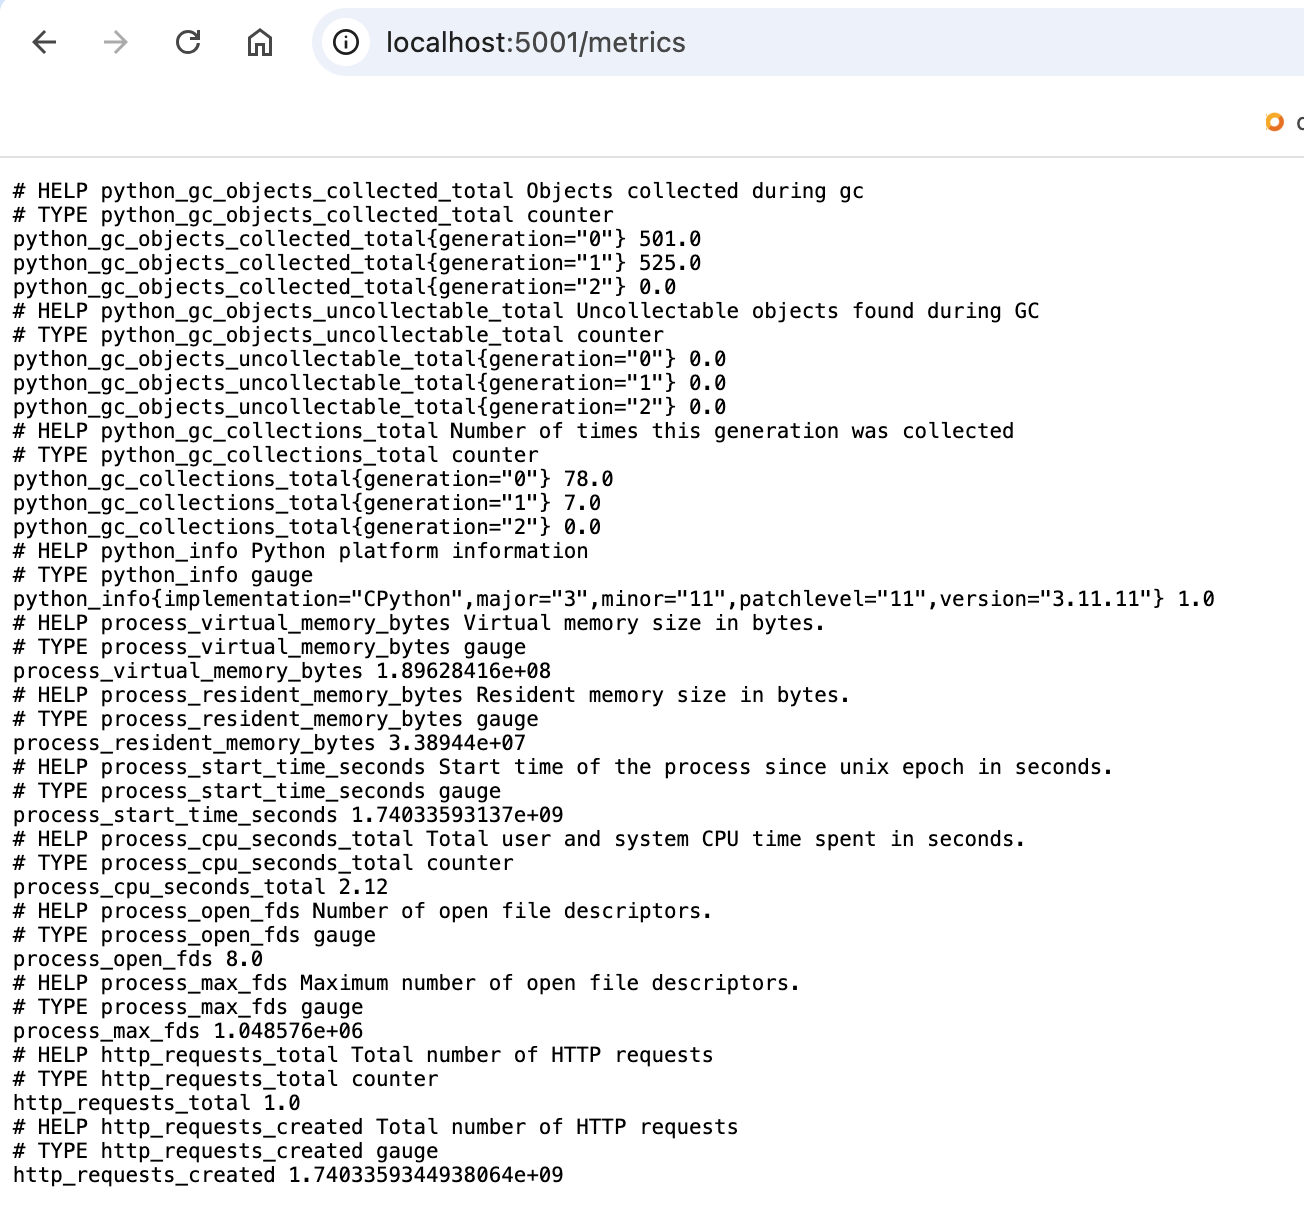 localhost:5001/metrics
# HELP python_gc_objects_collected_total Objects collected during gc
# TYPE python_gc_objects_collected_total counter
python_gc_objects_collected_total{generation="0"} 501.0
python_gc_objects_collected_total{generation="1"} 525.0
python_gc_objects_collected_total{generation="2"} 0.0
# HELP python_gc_objects_uncollectable_total Uncollectable objects found during GC
# TYPE python_gc_objects_uncollectable_total counter
python_gc_objects_uncollectable_total{generation="0"} 0.0
python_gc_objects_uncollectable_total{generation="1"} 0.0
python_gc_objects_uncollectable_total{generation="2"} 0.0
# HELP python_gc_collections_total Number of times this generation was collected
# TYPE python_gc_collections_total counter
python_gc_collections_total{generation="0"} 78.0
python_gc_collections_total{generation="1"} 7.0
python_gc_collections_total{generation="2"} 0.0
# HELP python_info Python platform information
# TYPE python_info gauge
python_info{implementation="CPython",major="3",minor="11",patchlevel="11",version="3.11.11"} 1.0
# HELP process_virtual_memory_bytes Virtual memory size in bytes.
# TYPE process_virtual_memory_bytes gauge
process_virtual_memory_bytes 1.89628416e+08
# HELP process_resident_memory_bytes Resident memory size in bytes.
# TYPE process_resident_memory_bytes gauge
process_resident_memory_bytes 3.38944e+07
# HELP process_start_time_seconds Start time of the process since unix epoch in seconds.
# TYPE process_start_time_seconds gauge
process_start_time_seconds 1.74033593137e+09
# HELP process_cpu_seconds_total Total user and system CPU time spent in seconds.
# TYPE process_cpu_seconds_total counter
process_cpu_seconds_total 2.12
# HELP process_open_fds Number of open file descriptors.
# TYPE process_open_fds gauge
process_open_fds 8.0
# HELP process_max_fds Maximum number of open file descriptors.
# TYPE process_max_fds gauge
process_max_fds 1.048576e+06
# HELP http_requests_total Total number of HTTP requests
# TYPE http_requests_total counter
http_requests_total 1.0
# HELP http_requests_created Total number of HTTP requests
# TYPE http_requests_created gauge
http_requests_created 1.7403359344938064e+09